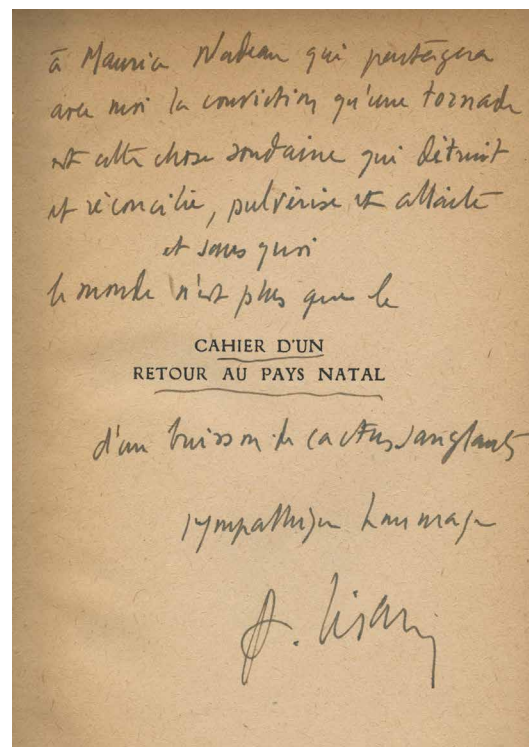 à Maurice Nadeau qui partagera
avec moi la conviction qu'une tornade
est cette chose soudaine qui détruit
et réconcilie, pulvérise et allaite
et sans quoi
le monde n'est plus que le
CAHIER D'UN
RETOUR AU PAYS NATAL
d'un buisson de cactus sanglants
sympathique hommage
A. Césaire